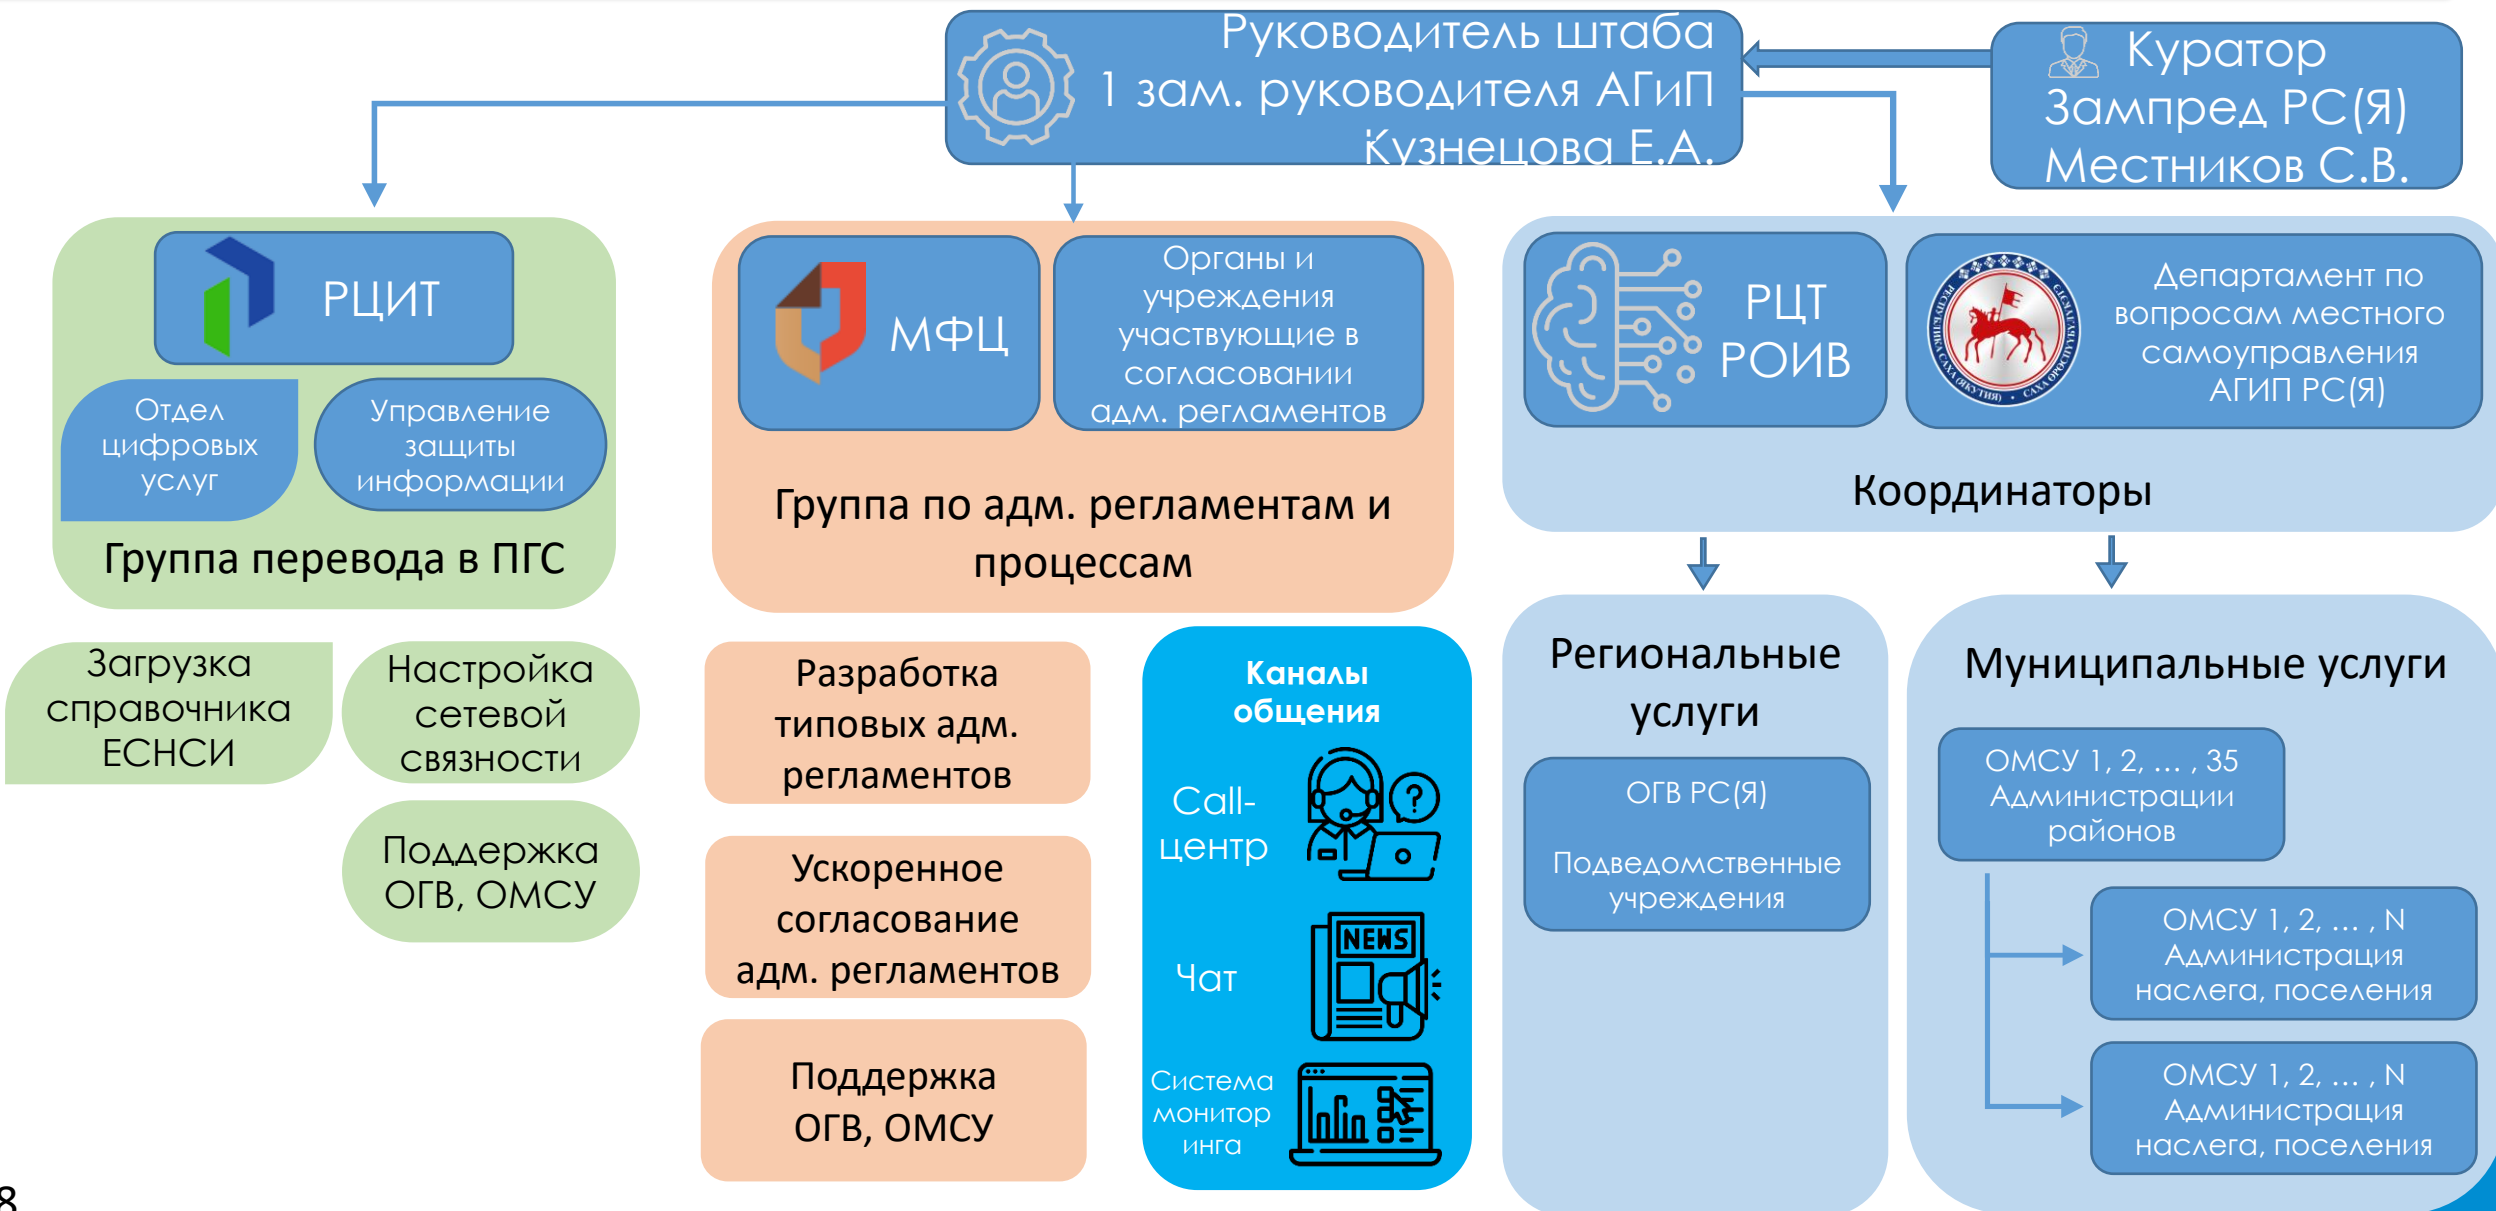 Руководитель штаба
1 зам. руководителя АГиП
Кузнецова Е.А.
Куратор
Зампред РС(Я)
Местников С.В.
РЦИТ
Отдел
цифровых
услуг
Управление
защиты
информации
Группа перевода в ПГС
Загрузка
справочника
ЕСНСИ
Настройка
сетевой
связности
Поддержка
ОГВ, ОМСУ
МФЦ
Органы и
учреждения
участвующие в
согласовании
адм. регламентов
Группа по адм. регламентам и
процессам
Разработка
типовых адм.
регламентов
Ускоренное
согласование
адм. регламентов
Поддержка
ОГВ, ОМСУ
Каналы
общения
Call-
центр
?
Чат
NEWS
Система
монитор
инга
РЦТ
РОИВ
РЕСПУБЛИКА САХА (ЯКУТИЯ) • САХА ӨРӨСПҮҮБҮЛҮКЭТЭ
Департамент по
вопросам местного
самоуправления
АГИП РС(Я)
Координаторы
Региональные
услуги
ОГВ РС(Я)
Подведомственные
учреждения
Муниципальные услуги
ОМСУ 1, 2, ... , 35
Администрации
районов
ОМСУ 1, 2, ... , N
Администрация
наслега, поселения
ОМСУ 1, 2, ... , N
Администрация
наслега, поселения
8